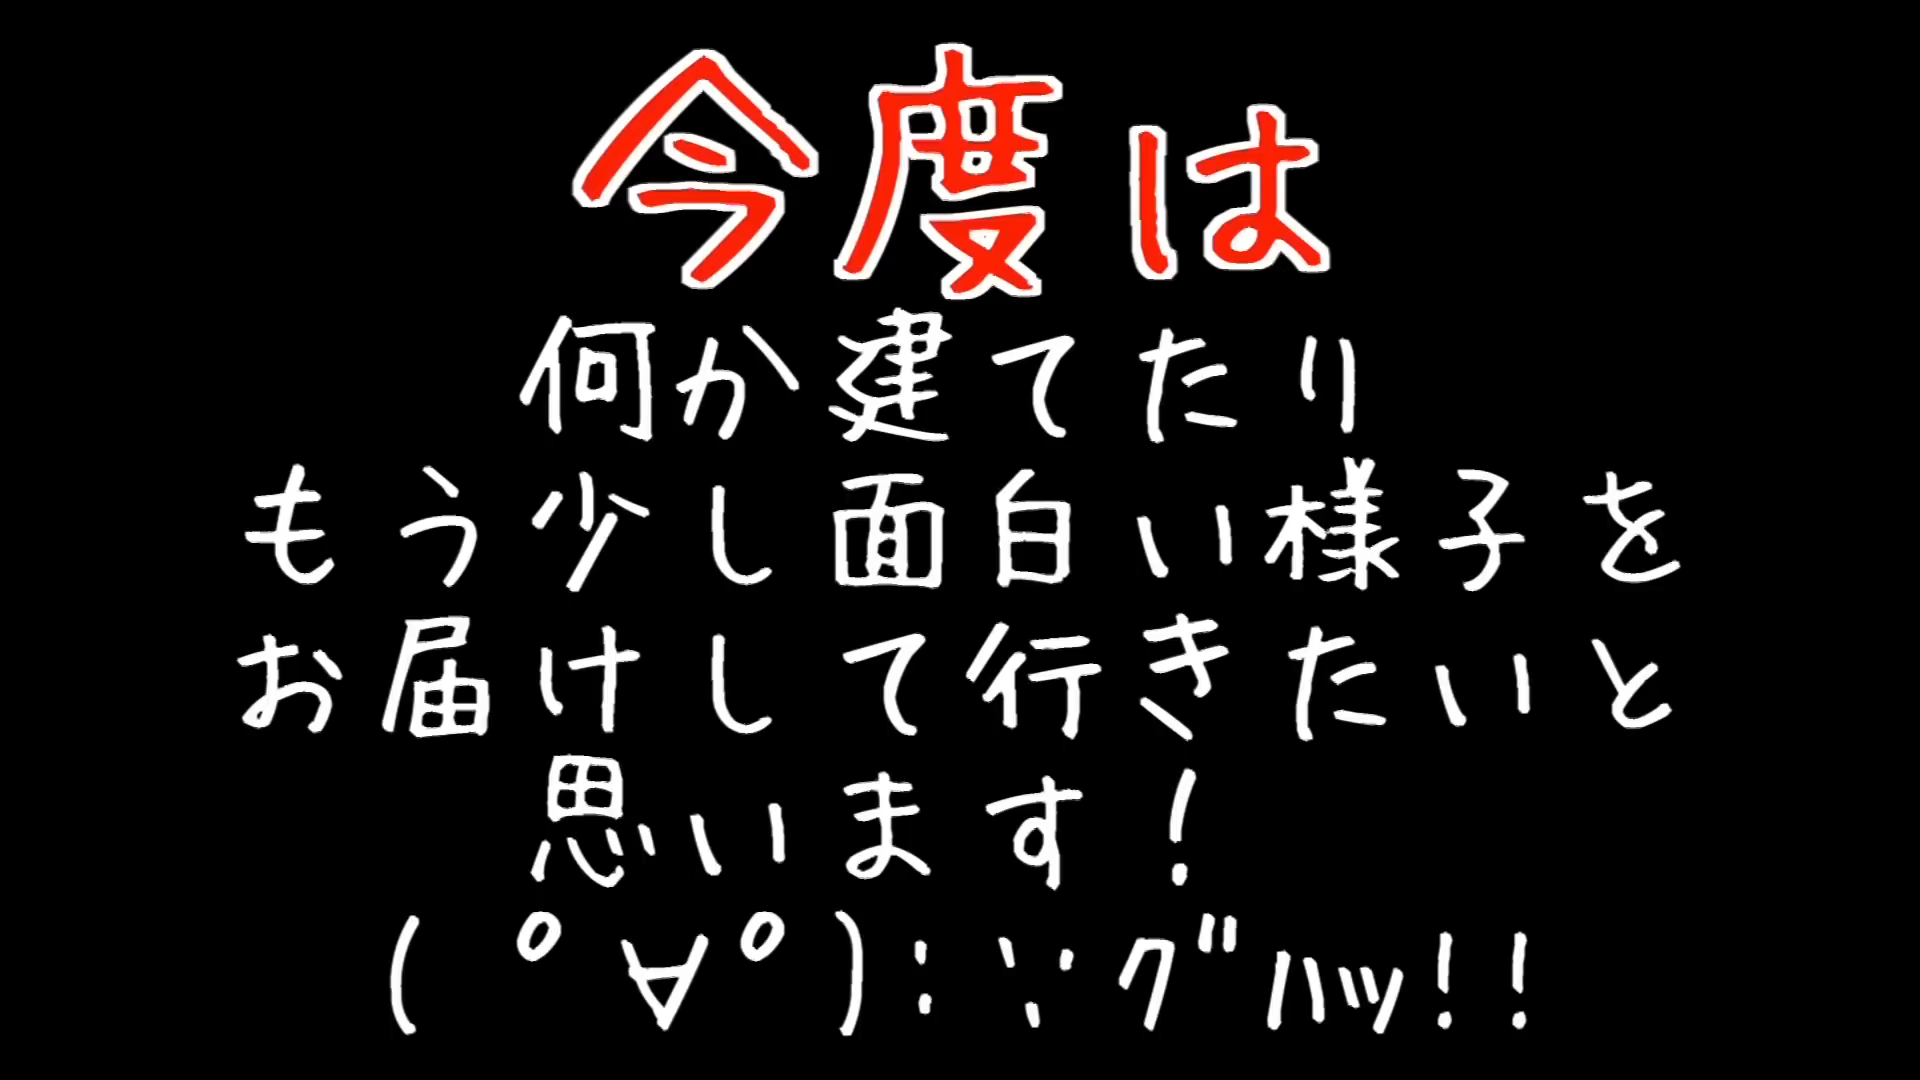 今度は
何か建てたり
もう少し面白い様子を
お届けして行きたいと
思います！
( ﾟ∀ﾟ):∵ｸﾞﾊｯ!!